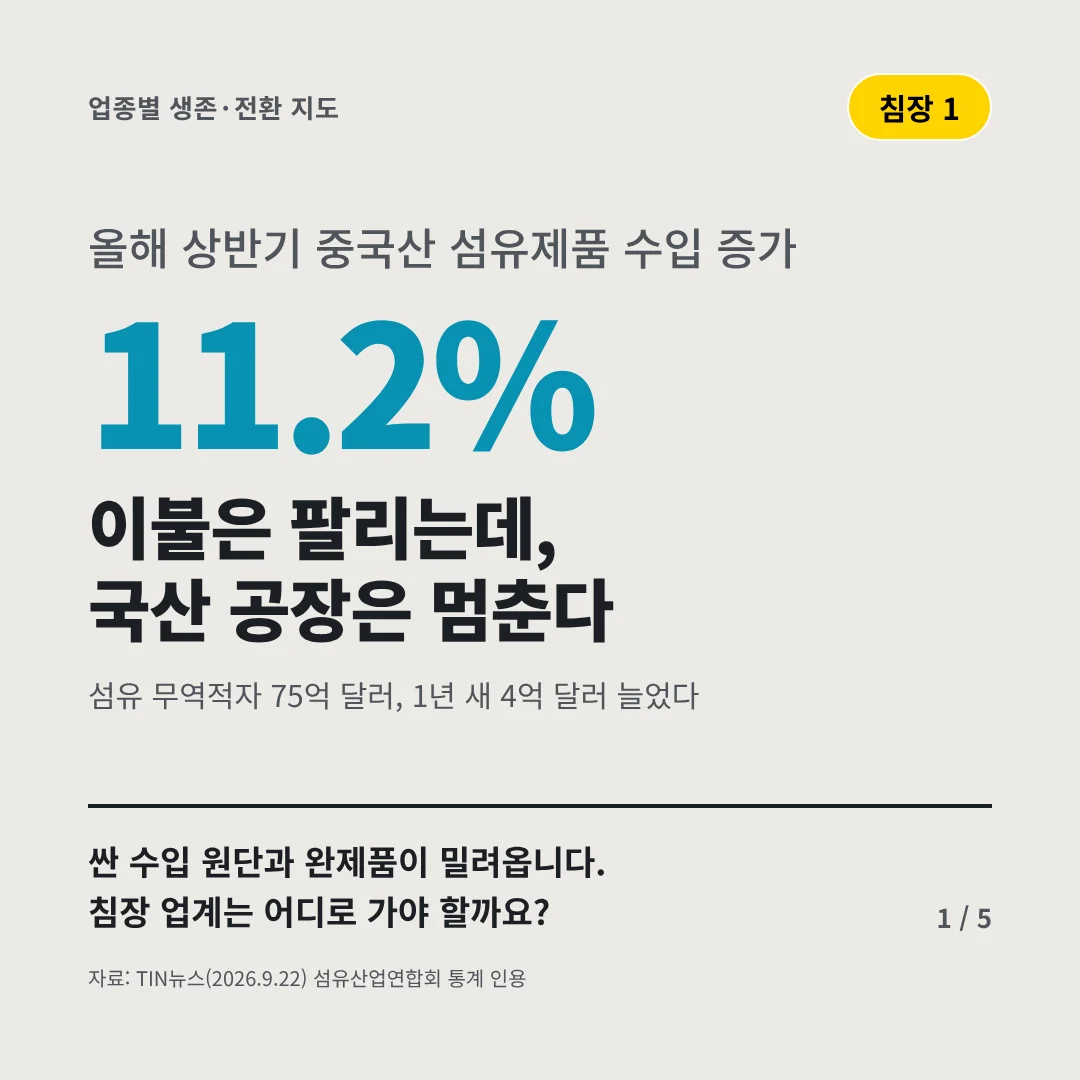 업종별 생존·전환 지도
침장 1
올해 상반기 중국산 섬유제품 수입 증가
11.2%
이불은 팔리는데,
국산 공장은 멈춘다
섬유 무역적자 75억 달러, 1년 새 4억 달러 늘었다
싼 수입 원단과 완제품이 밀려옵니다.
침장 업계는 어디로 가야 할까요?
1 / 5
자료: TIN뉴스(2026.9.22) 섬유산업연합회 통계 인용